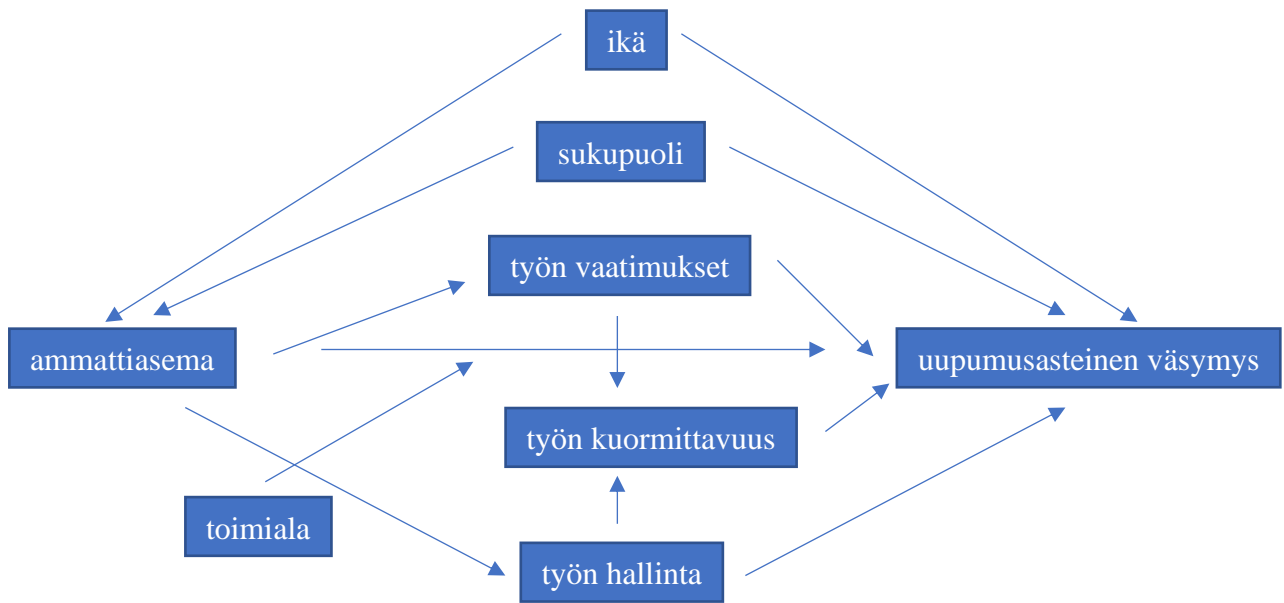 ikä
sukupuoli
työn vaatimukset
ammattiasema
uupumusasteinen väsymys
työn kuormittavuus
toimiala
työn hallinta